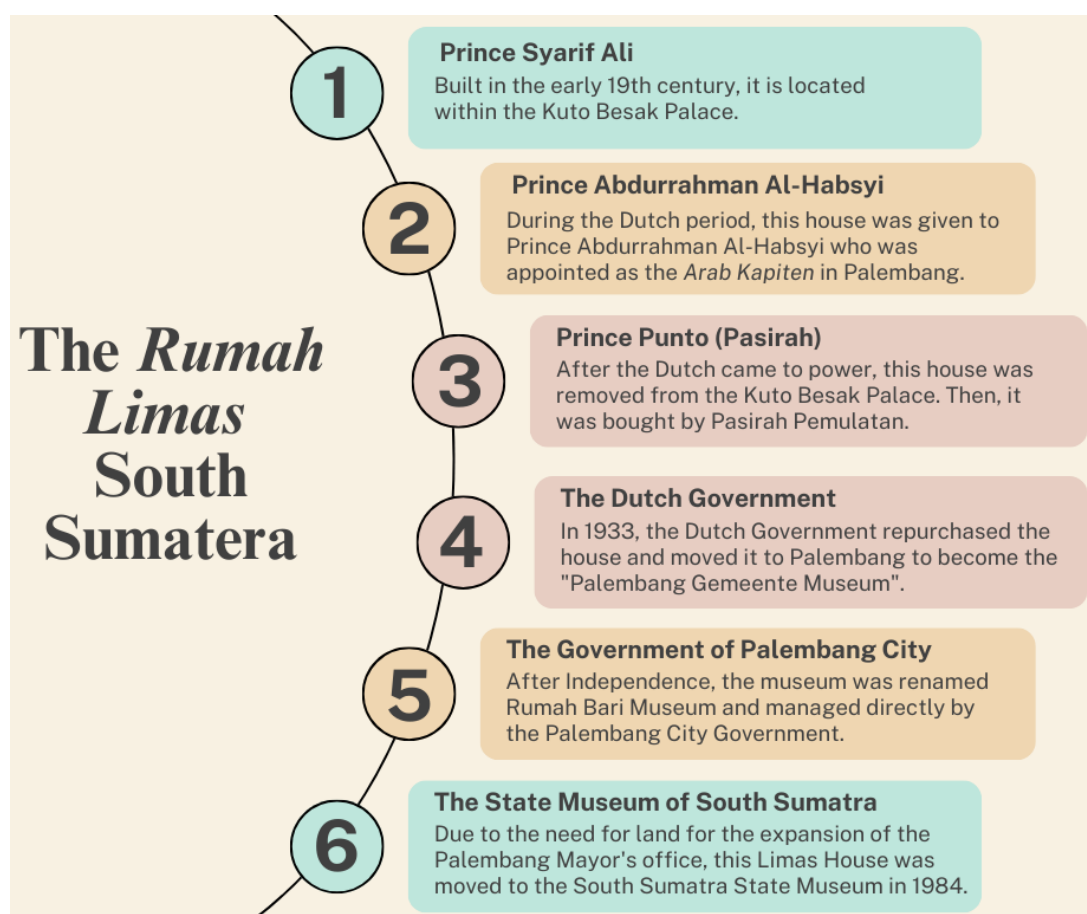 The Rumah
Limas
South
Sumatera
1
Prince Syarif Ali
Built in the early 19th century, it is located
within the Kuto Besak Palace.
2
Prince Abdurrahman Al-Habsyi
During the Dutch period, this house was given to
Prince Abdurrahman Al-Habsyi who was
appointed as the Arab Kapiten in Palembang.
3
Prince Punto (Pasirah)
After the Dutch came to power, this house was
removed from the Kuto Besak Palace. Then, it
was bought by Pasirah Pemulatan.
4
The Dutch Government
In 1933, the Dutch Government repurchased the
house and moved it to Palembang to become the
"Palembang Gemeente Museum".
5
The Government of Palembang City
After Independence, the museum was renamed
Rumah Bari Museum and managed directly by
the Palembang City Government.
6
The State Museum of South Sumatra
Due to the need for land for the expansion of the
Palembang Mayor's office, this Limas House was
moved to the South Sumatra State Museum in 1984.